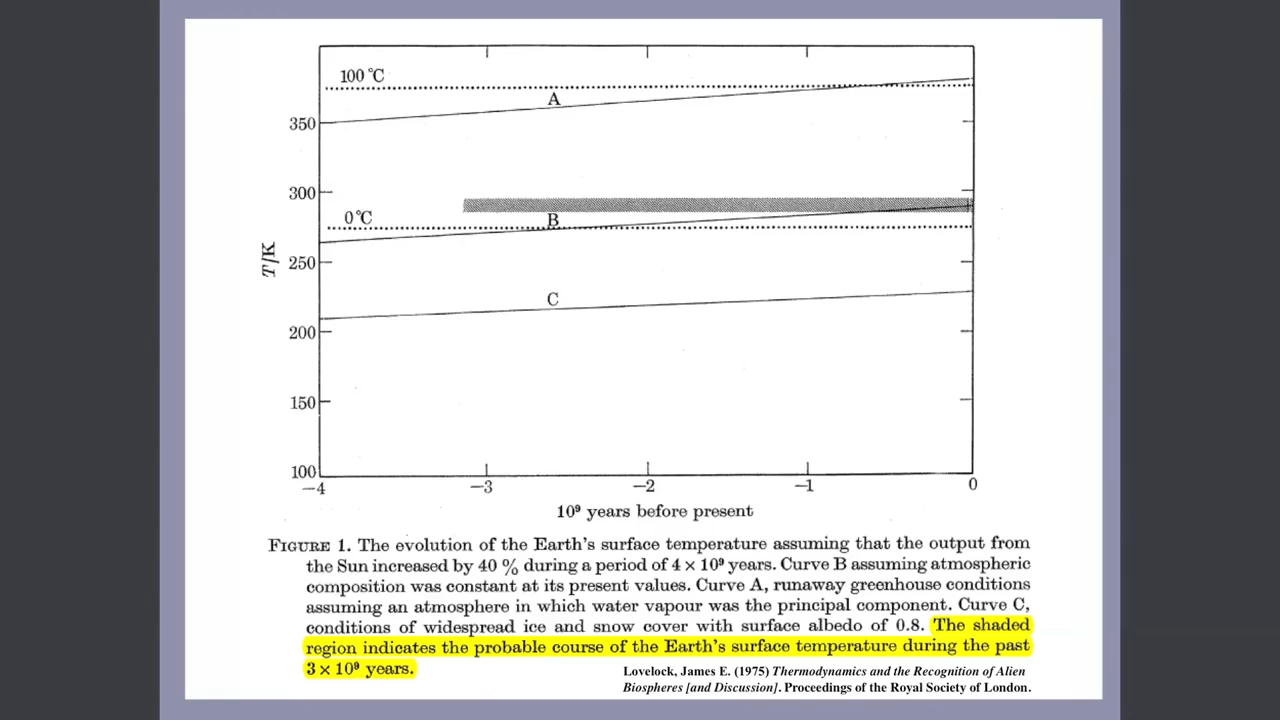 100 °C
A
350
300
0 °C
B
T/K
250
C
200
150
100
−4
−3
−2
−1
0
10⁹ years before present
FIGURE 1. The evolution of the Earth's surface temperature assuming that the output from
the Sun increased by 40 % during a period of 4 × 10⁹ years. Curve B assuming atmospheric
composition was constant at its present values. Curve A, runaway greenhouse conditions
assuming an atmosphere in which water vapour was the principal component. Curve C,
conditions of widespread ice and snow cover with surface albedo of 0.8. The shaded
region indicates the probable course of the Earth's surface temperature during the past
3 × 10⁹ years.
Lovelock, James E. (1975) Thermodynamics and the Recognition of Alien
Biospheres [and Discussion]. Proceedings of the Royal Society of London.